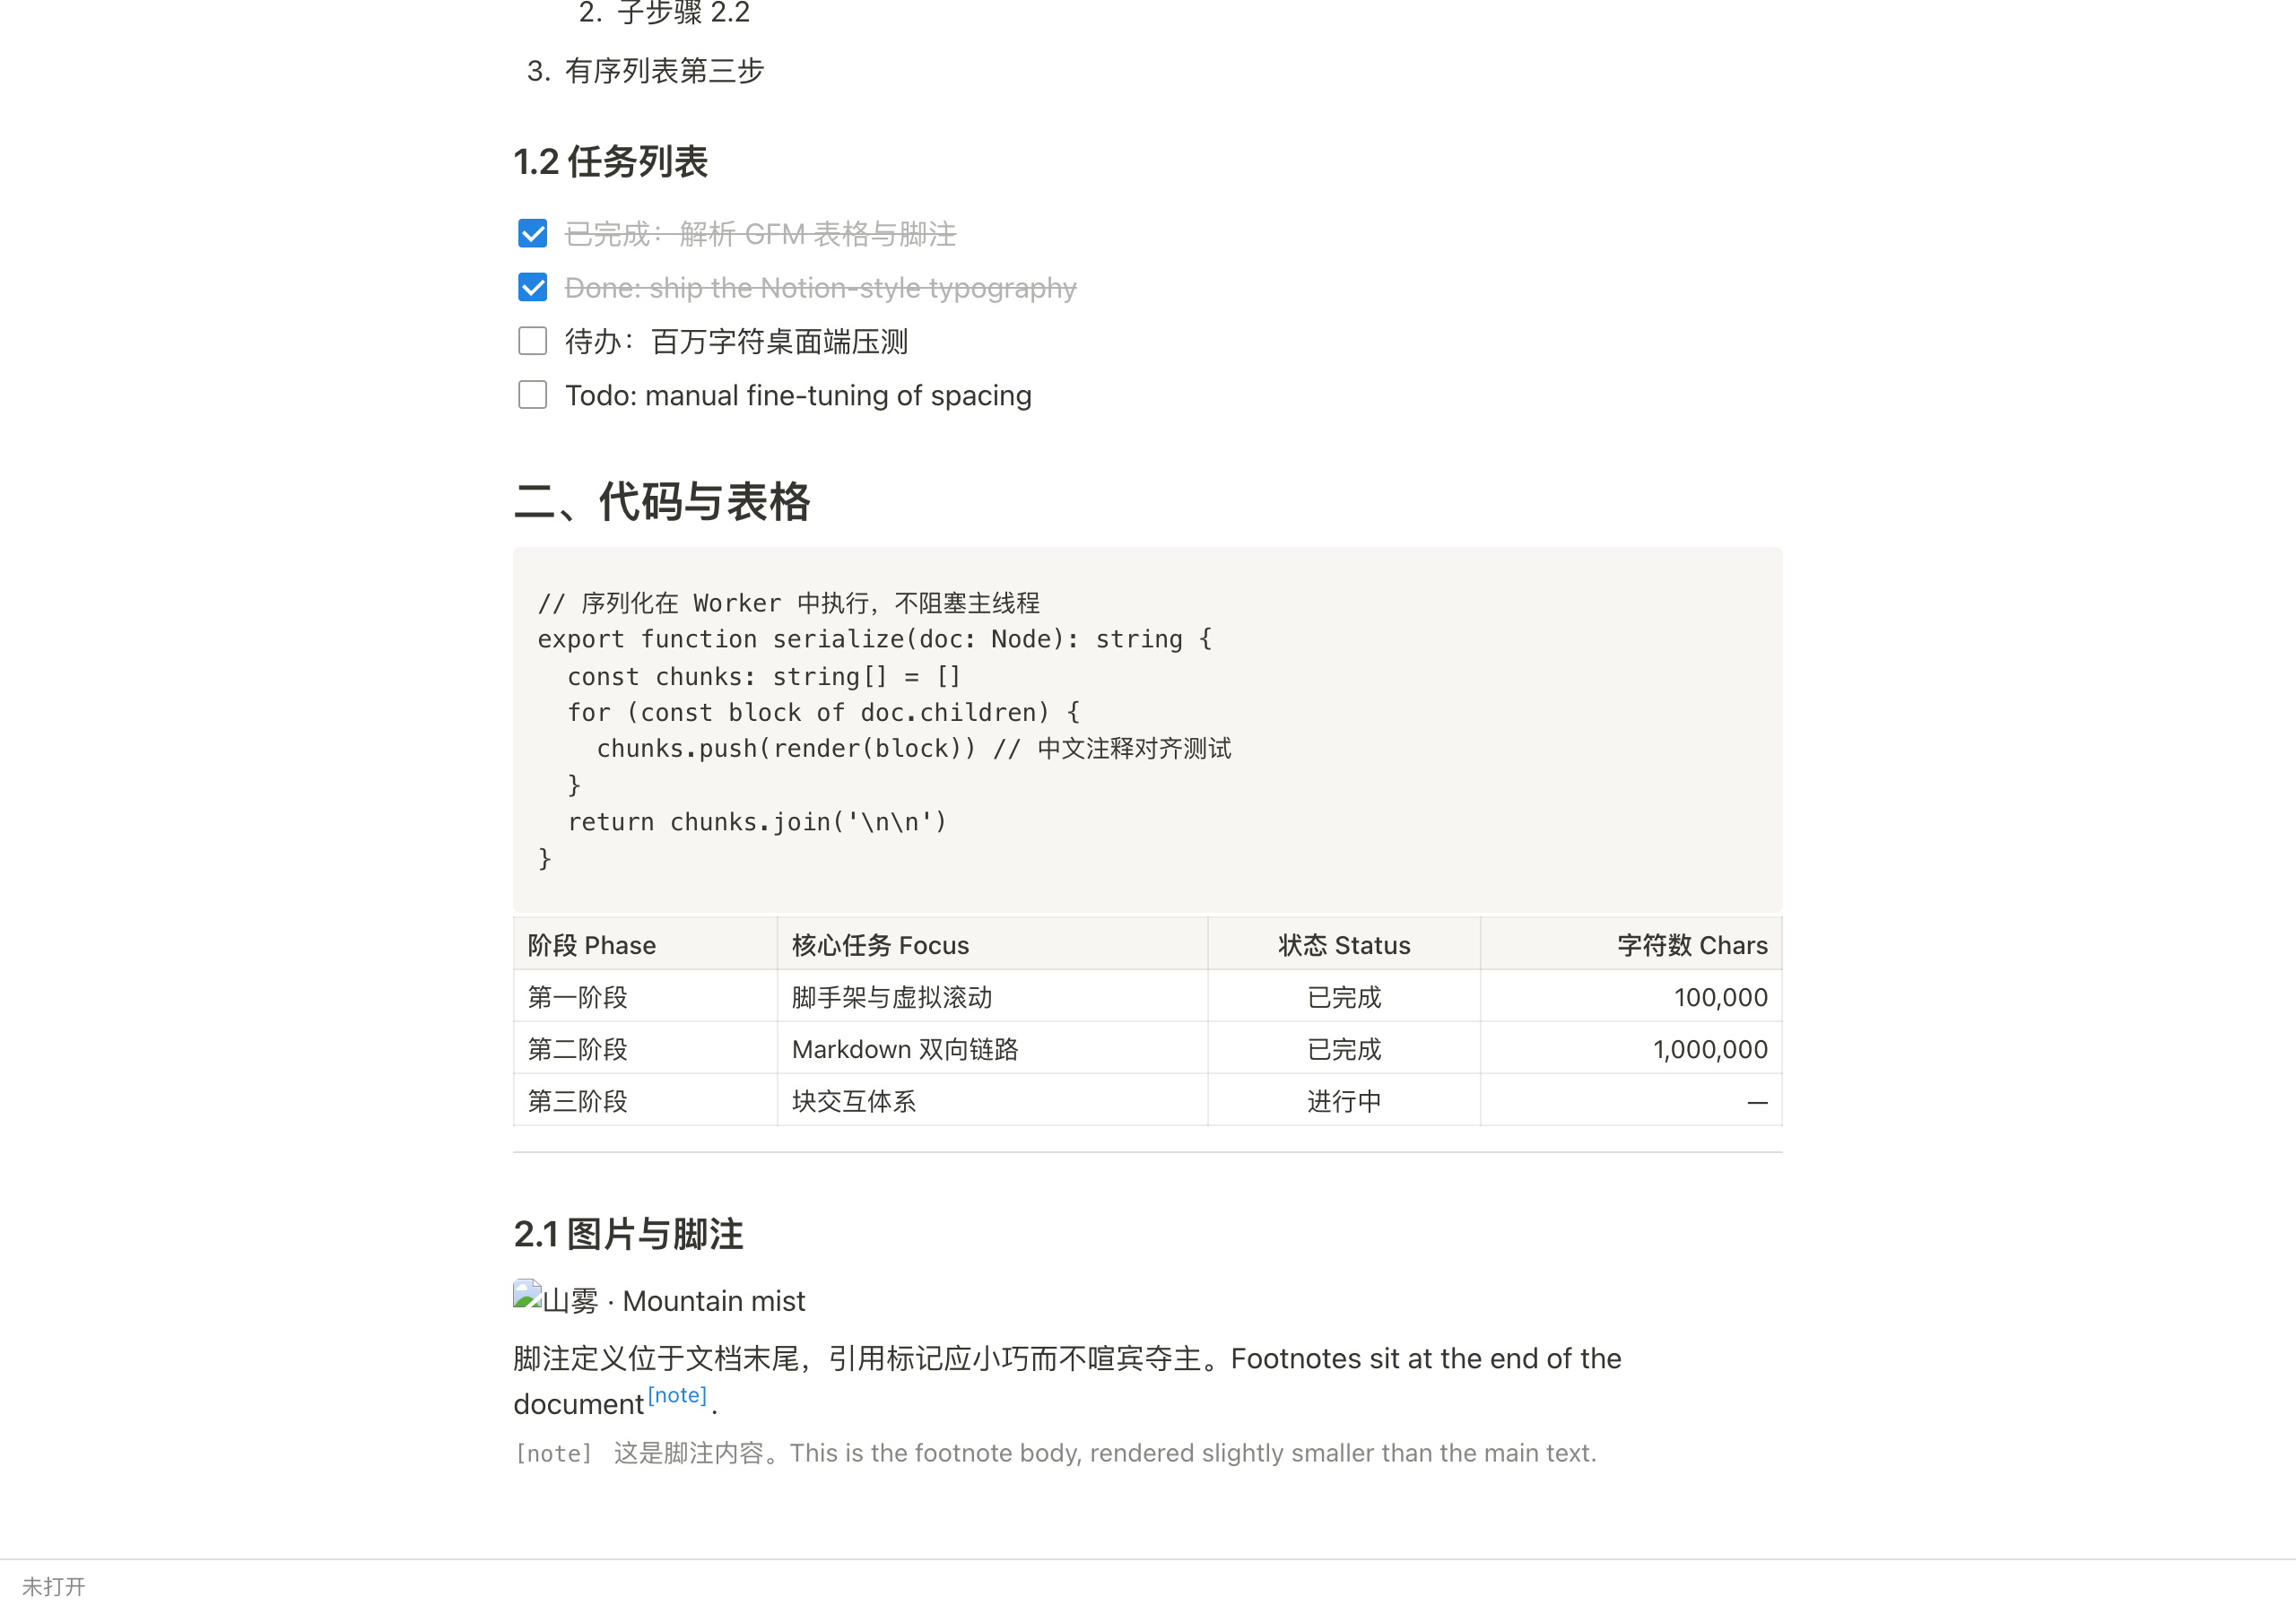 2. 子步骤 2.2
3. 有序列表第三步
1.2 任务列表
已完成：解析 GFM 表格与脚注
Done: ship the Notion-style typography
待办：百万字符桌面端压测
Todo: manual fine-tuning of spacing
二、代码与表格
// 序列化在 Worker 中执行，不阻塞主线程
export function serialize(doc: Node): string {
  const chunks: string[] = []
  for (const block of doc.children) {
    chunks.push(render(block)) // 中文注释对齐测试
  }
  return chunks.join('\n\n')
}
阶段 Phase 核心任务 Focus 状态 Status 字符数 Chars
第一阶段 脚手架与虚拟滚动 已完成 100,000
第二阶段 Markdown 双向链路 已完成 1,000,000
第三阶段 块交互体系 进行中 —
2.1 图片与脚注
山雾 · Mountain mist
脚注定义位于文档末尾，引用标记应小巧而不喧宾夺主。Footnotes sit at the end of the
document[note].
[note] 这是脚注内容。This is the footnote body, rendered slightly smaller than the main text.
未打开